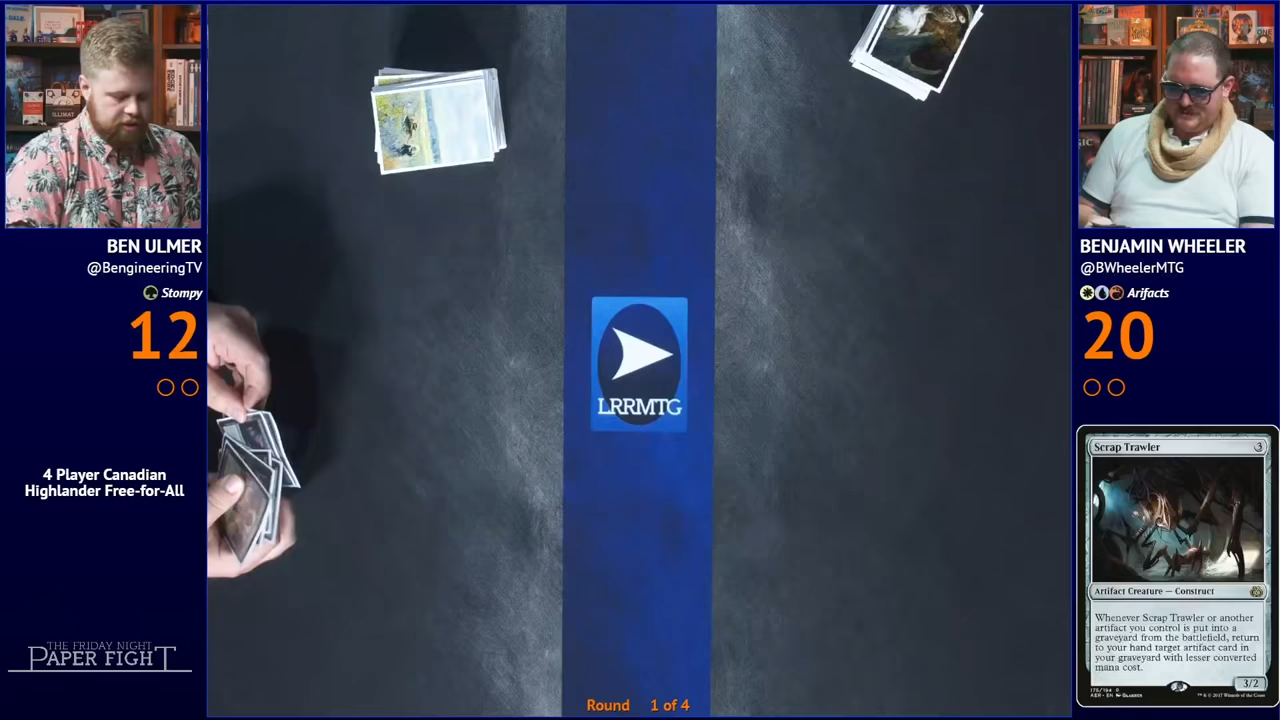 BEN ULMER
@BengineeringTV
Stompy
12
4 Player Canadian
Highlander Free-for-All
THE FRIDAY NIGHT
PAPER FIGHT
LRRMTG
Round 1 of 4
BENJAMIN WHEELER
@BWheelerMTG
Arifacts
20
Scrap Trawler 3
Artifact Creature — Construct
Whenever Scrap Trawler or another
artifact you control is put into a
graveyard from the battlefield, return
to your hand target artifact card in
your graveyard with lesser converted
mana cost.
3/2
ILLIMAT